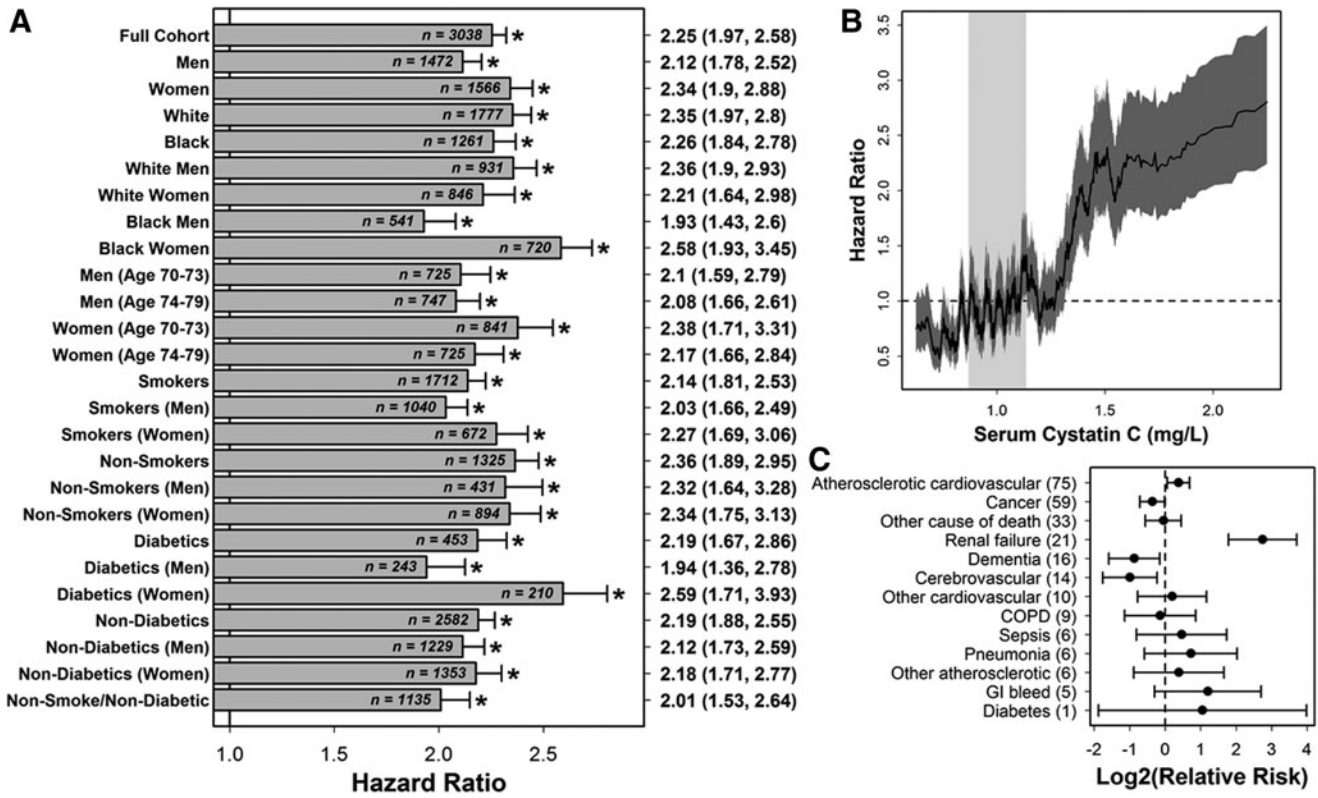 A
Full Cohort n = 3038 * 2.25 (1.97, 2.58)
Men n = 1472 * 2.12 (1.78, 2.52)
Women n = 1566 * 2.34 (1.9, 2.88)
White n = 1777 * 2.35 (1.97, 2.8)
Black n = 1261 * 2.26 (1.84, 2.78)
White Men n = 931 * 2.36 (1.9, 2.93)
White Women n = 846 * 2.21 (1.64, 2.98)
Black Men n = 541 * 1.93 (1.43, 2.6)
Black Women n = 720 * 2.58 (1.93, 3.45)
Men (Age 70-73) n = 725 * 2.1 (1.59, 2.79)
Men (Age 74-79) n = 747 * 2.08 (1.66, 2.61)
Women (Age 70-73) n = 841 * 2.38 (1.71, 3.31)
Women (Age 74-79) n = 725 * 2.17 (1.66, 2.84)
Smokers n = 1712 * 2.14 (1.81, 2.53)
Smokers (Men) n = 1040 * 2.03 (1.66, 2.49)
Smokers (Women) n = 672 * 2.27 (1.69, 3.06)
Non-Smokers n = 1325 * 2.36 (1.89, 2.95)
Non-Smokers (Men) n = 431 * 2.32 (1.64, 3.28)
Non-Smokers (Women) n = 894 * 2.34 (1.75, 3.13)
Diabetics n = 453 * 2.19 (1.67, 2.86)
Diabetics (Men) n = 243 * 1.94 (1.36, 2.78)
Diabetics (Women) n = 210 * 2.59 (1.71, 3.93)
Non-Diabetics n = 2582 * 2.19 (1.88, 2.55)
Non-Diabetics (Men) n = 1229 * 2.12 (1.73, 2.59)
Non-Diabetics (Women) n = 1353 * 2.18 (1.71, 2.77)
Non-Smoke/Non-Diabetic n = 1135 * 2.01 (1.53, 2.64)
1.0 1.5 2.0 2.5
Hazard Ratio
B
Hazard Ratio
3.5
3.0
2.5
2.0
1.5
1.0
0.5
1.0 1.5 2.0
Serum Cystatin C (mg/L)
C
Atherosclerotic cardiovascular (75)
Cancer (59)
Other cause of death (33)
Renal failure (21)
Dementia (16)
Cerebrovascular (14)
Other cardiovascular (10)
COPD (9)
Sepsis (6)
Pneumonia (6)
Other atherosclerotic (6)
GI bleed (5)
Diabetes (1)
-2 -1 0 1 2 3 4
Log2(Relative Risk)